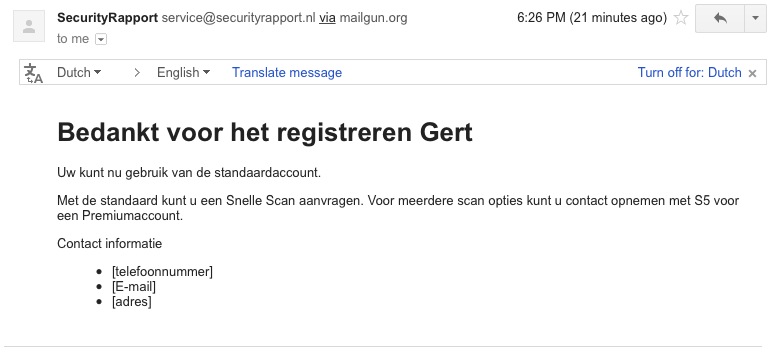 SecurityRapport service@securityrapport.nl via mailgun.org 6:26 PM (21 minutes ago)
to me
Dutch > English Translate message Turn off for: Dutch ×
Bedankt voor het registreren Gert
Uw kunt nu gebruik van de standaardaccount.
Met de standaard kunt u een Snelle Scan aanvragen. Voor meerdere scan opties kunt u contact opnemen met S5 voor
een Premiumaccount.
Contact informatie
• [telefoonnummer]
• [E-mail]
• [adres]